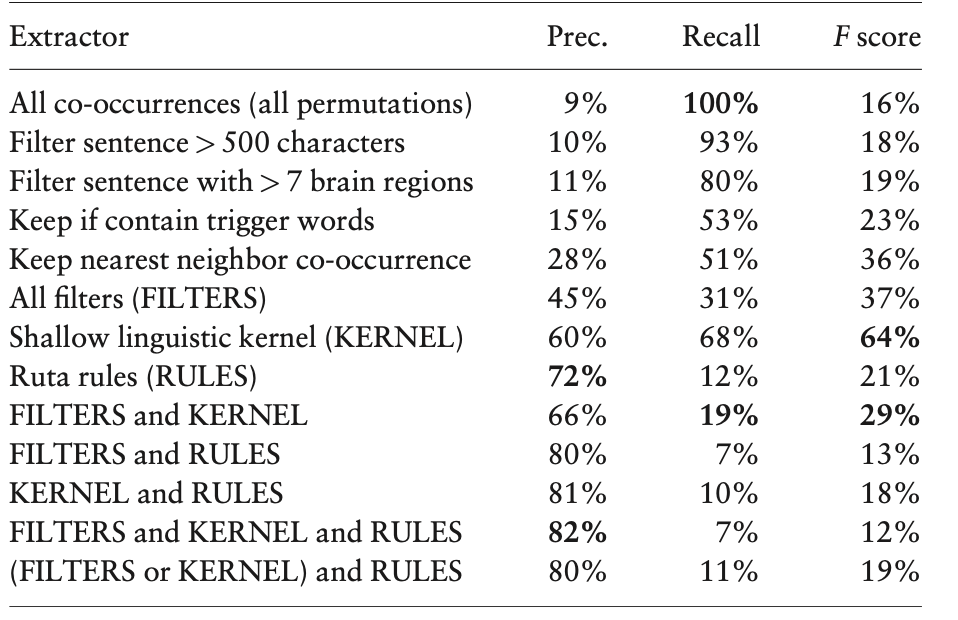 Extractor Prec. Recall F score
All co-occurrences (all permutations) 9% 100% 16%
Filter sentence > 500 characters 10% 93% 18%
Filter sentence with > 7 brain regions 11% 80% 19%
Keep if contain trigger words 15% 53% 23%
Keep nearest neighbor co-occurrence 28% 51% 36%
All filters (FILTERS) 45% 31% 37%
Shallow linguistic kernel (KERNEL) 60% 68% 64%
Ruta rules (RULES) 72% 12% 21%
FILTERS and KERNEL 66% 19% 29%
FILTERS and RULES 80% 7% 13%
KERNEL and RULES 81% 10% 18%
FILTERS and KERNEL and RULES 82% 7% 12%
(FILTERS or KERNEL) and RULES 80% 11% 19%